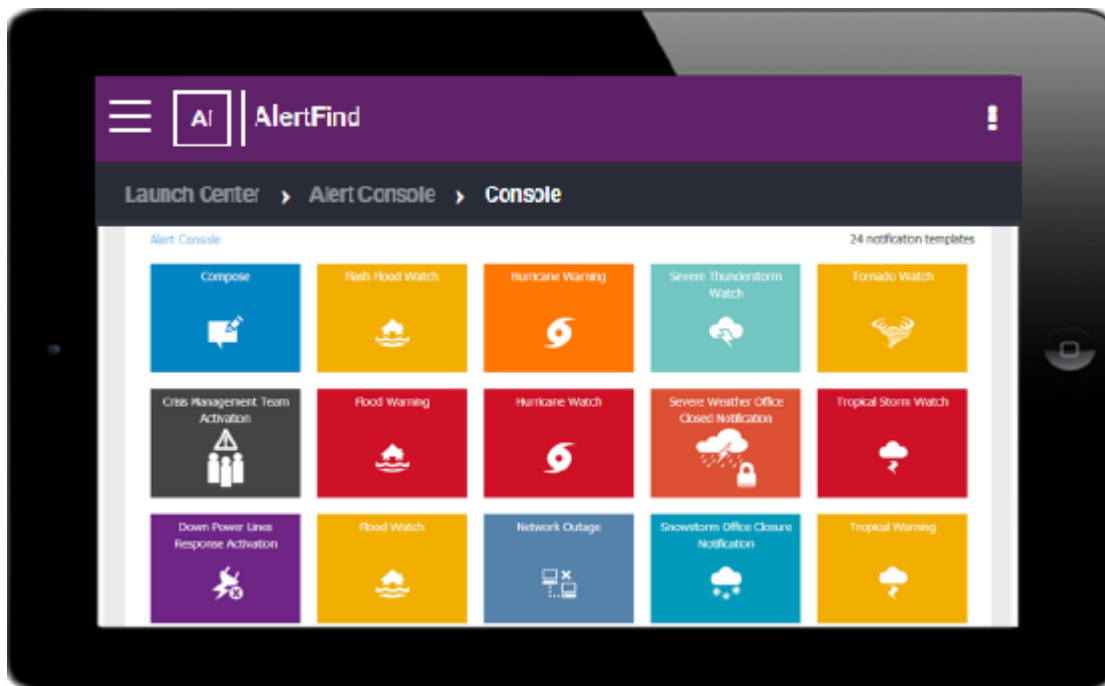 AI
AlertFind
Launch Center > Alert Console > Console
Alert Console
24 notification templates
Compose
Flash Flood Watch
Hurricane Warning
Severe Thunderstorm
Watch
Tornado Watch
Crisis Management Team
Activation
Flood Warning
Hurricane Watch
Severe Weather Office
Closed Notification
Tropical Storm Watch
Down Power Lines
Response Activation
Flood Watch
Network Outage
Snowstorm Office Closure
Notification
Tropical Warning